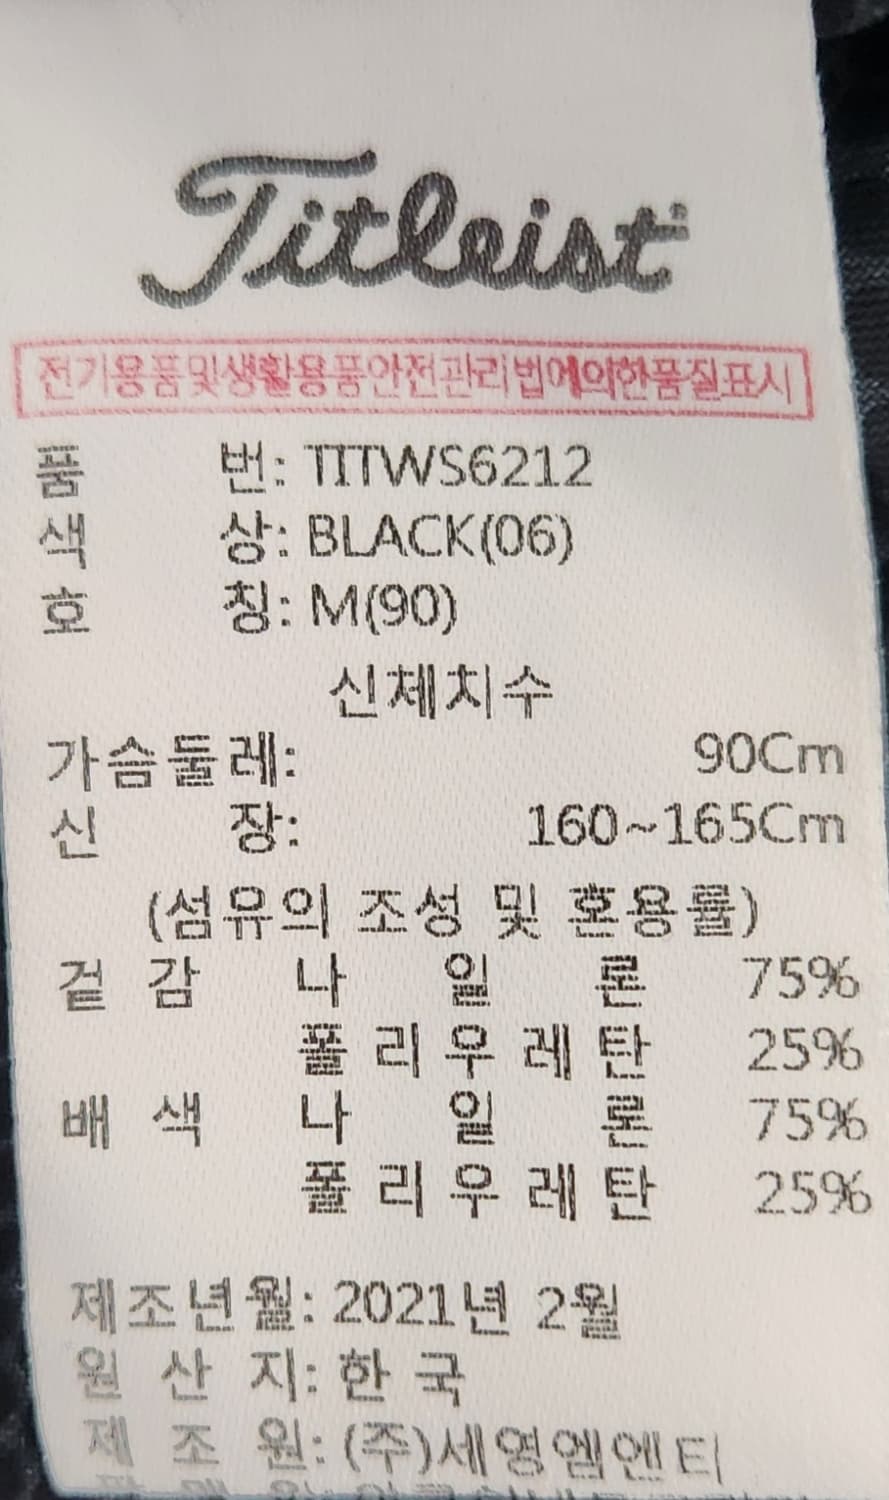 Titleist
전기용품및생활용품안전관리법에의한품질표시
품 번: TITWS6212
색 상: BLACK(06)
호 칭: M(90)
신체치수
가슴둘레: 90Cm
신 장: 160~165Cm
(섬유의 조성 및 혼용률)
겉 감 나 일 론 75%
폴 리 우 레 탄 25%
배 색 나 일 론 75%
폴 리 우 레 탄 25%
제조년월: 2021년 2월
원 산 지: 한 국
제 조 원: (주)세영엠엔티